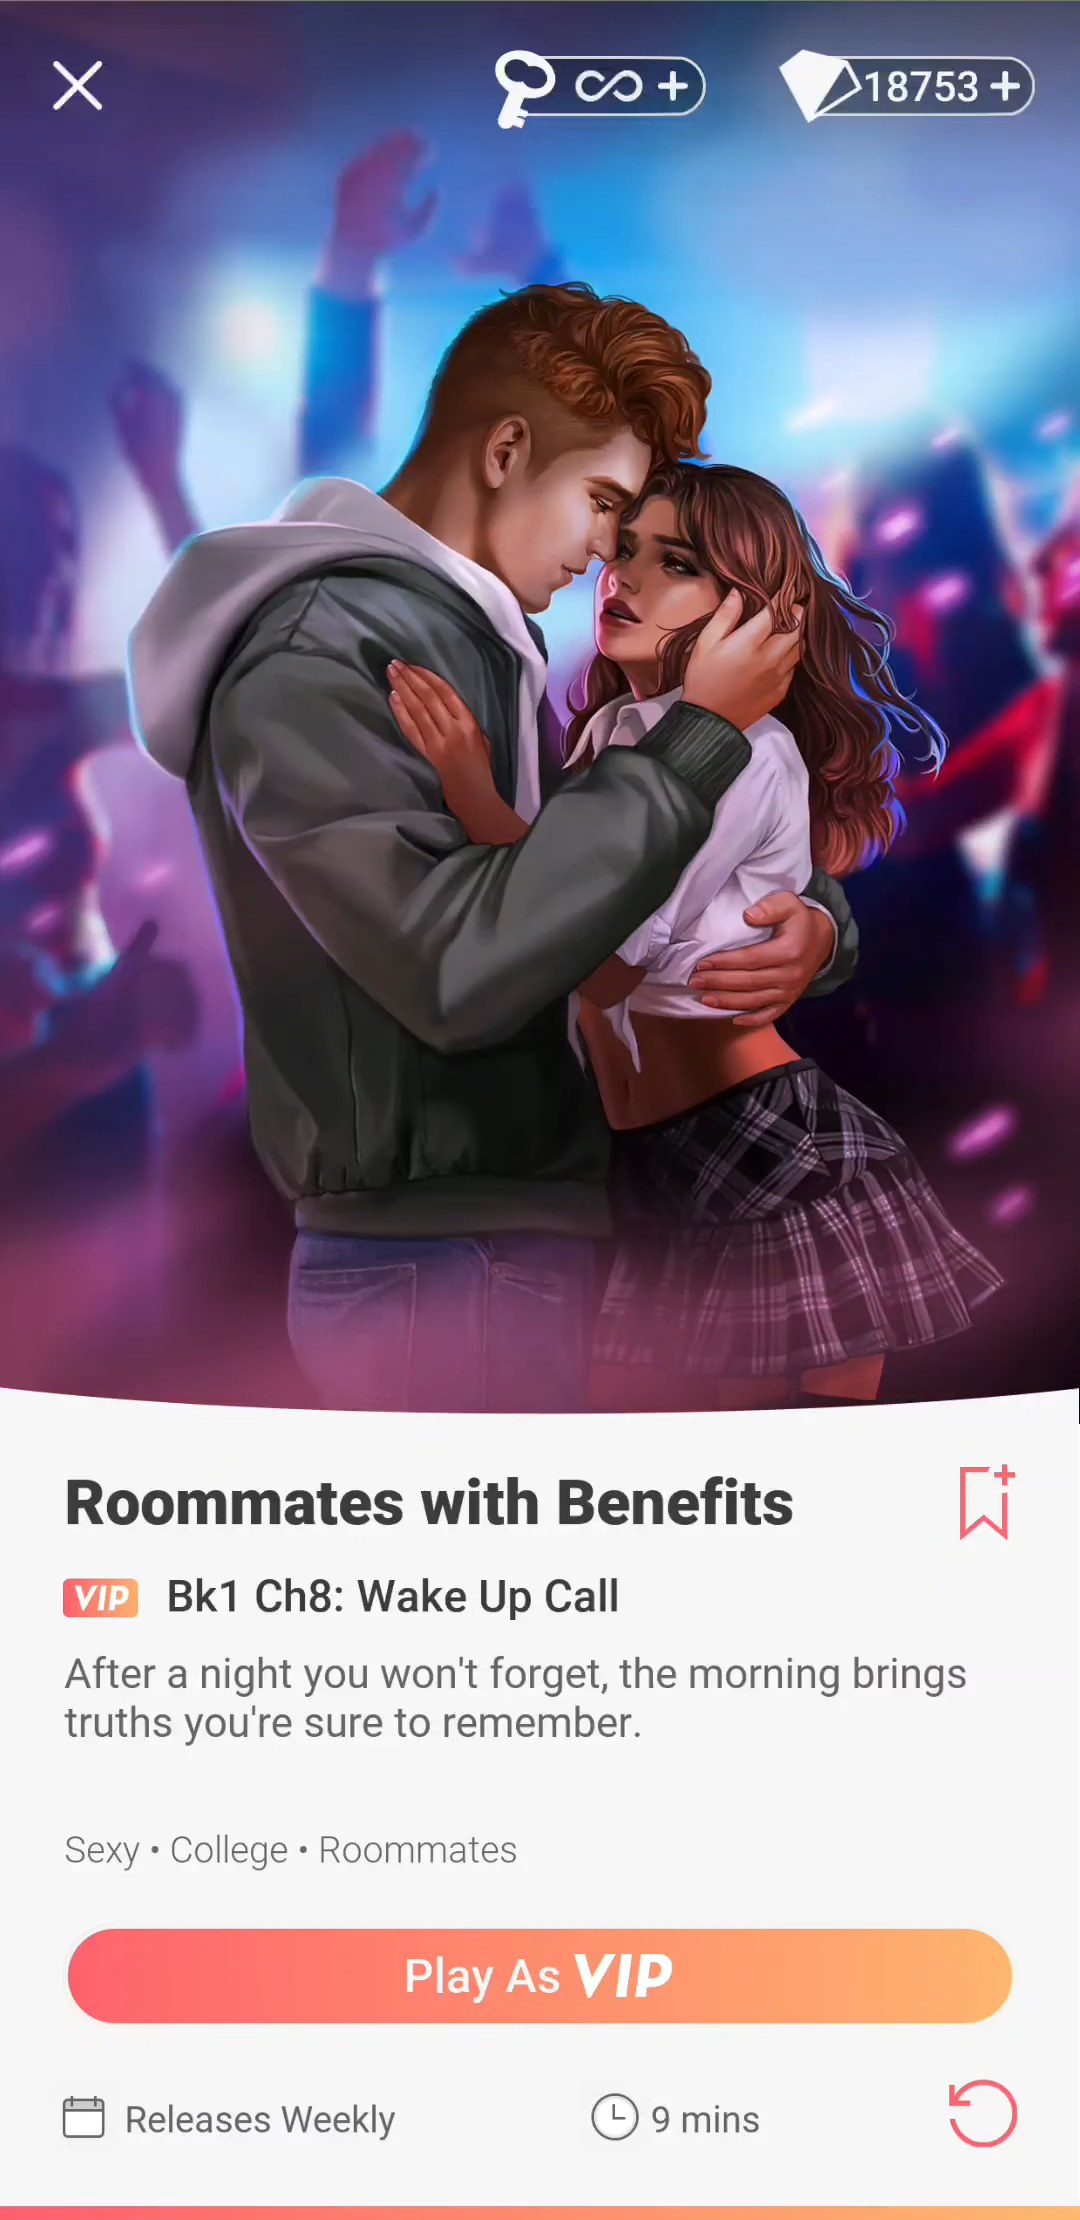 ∞ +
18753 +
Roommates with Benefits
VIP Bk1 Ch8: Wake Up Call
After a night you won't forget, the morning brings
truths you're sure to remember.
Sexy • College • Roommates
Play As VIP
Releases Weekly
9 mins